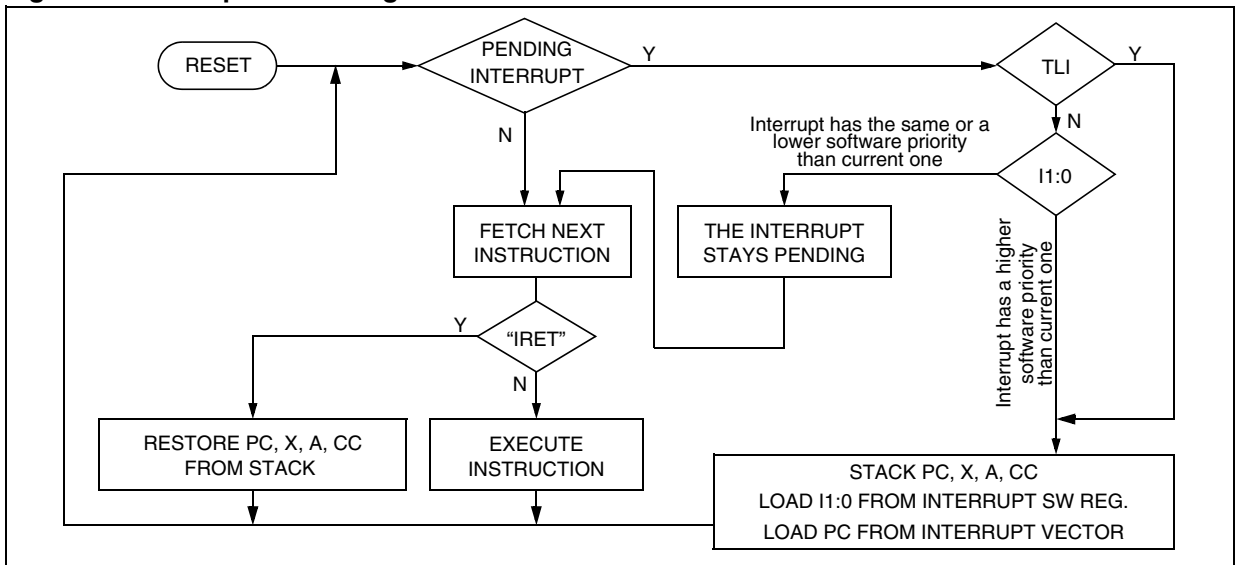 RESET
PENDING
INTERRUPT
Y
TLI
Y
N
N
Interrupt has the same or a
lower software priority
than current one
I1:0
FETCH NEXT
INSTRUCTION
THE INTERRUPT
STAYS PENDING
Interrupt has a higher
software priority
than current one
Y
“IRET”
N
RESTORE PC, X, A, CC
FROM STACK
EXECUTE
INSTRUCTION
STACK PC, X, A, CC
LOAD I1:0 FROM INTERRUPT SW REG.
LOAD PC FROM INTERRUPT VECTOR